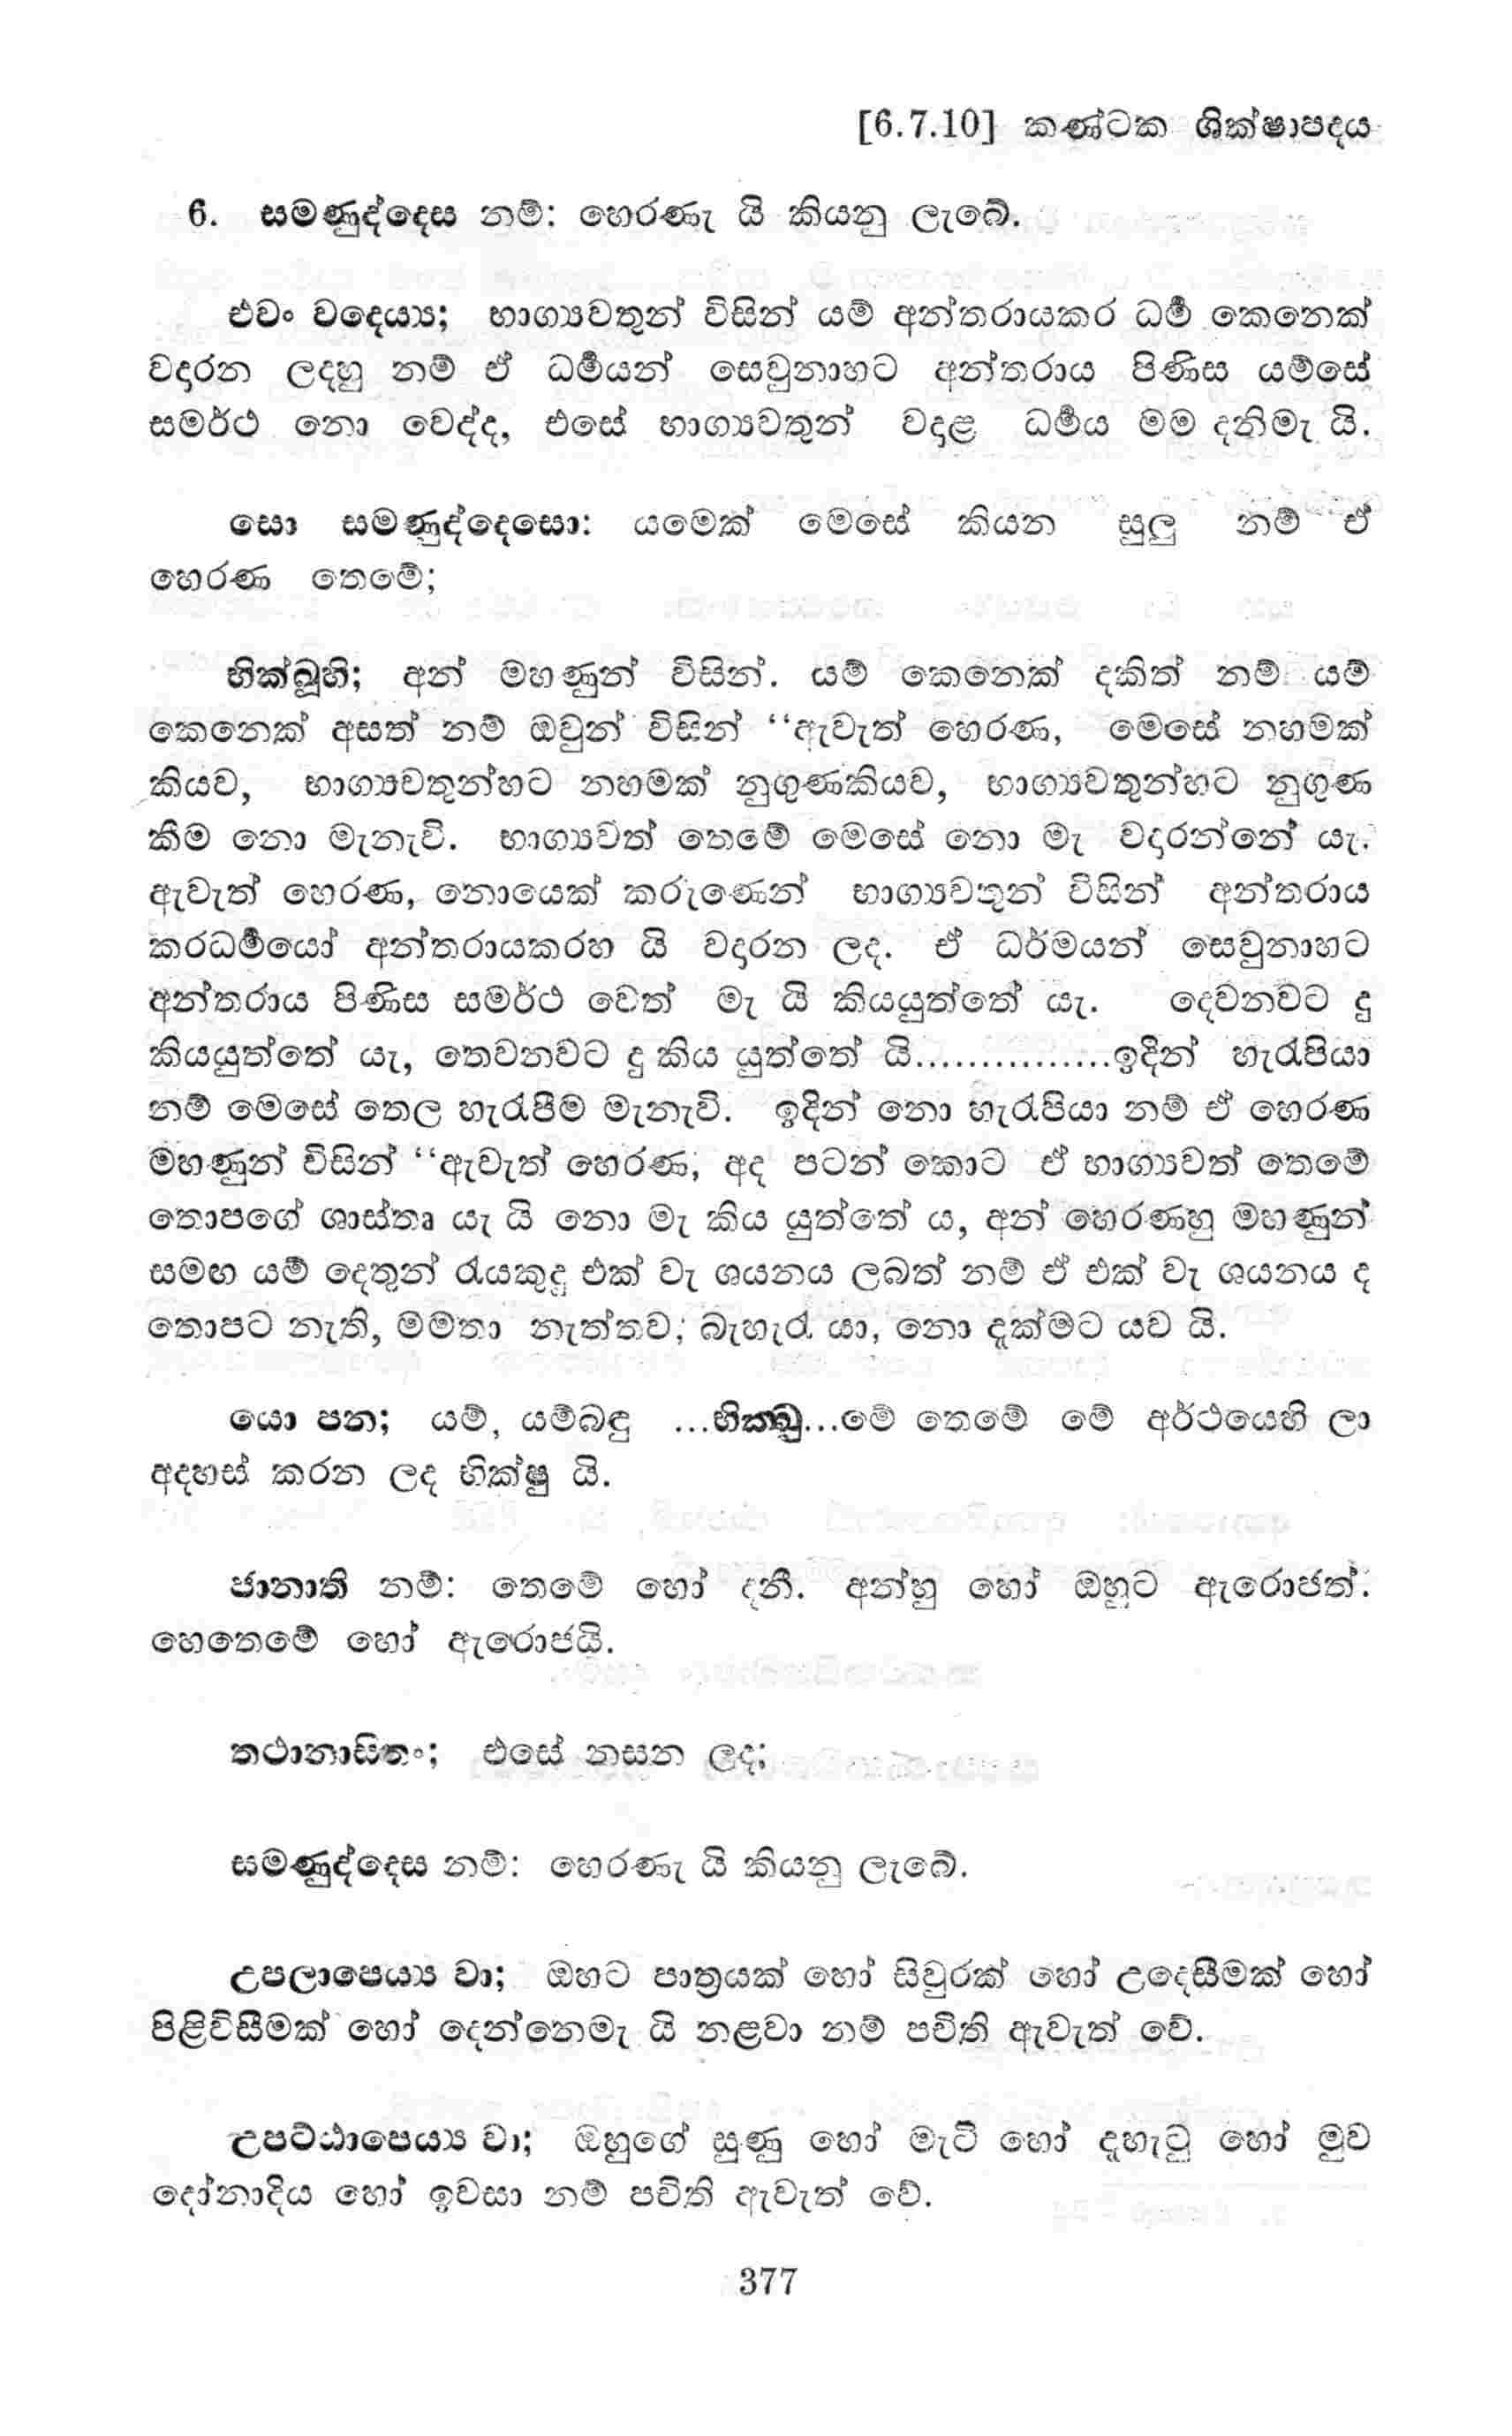 [6.7.10] කණ්ටක ශික්ෂාපදය
6. සමණුද්දෙස නම්: හෙරණැ යි කියනු ලැබේ.
එවං වදෙය්‍ය; භාග්‍යවතුන් විසින් යම් අන්තරායකර ධර්‍ම කෙනෙක්
වදාරන ලදහු නම් ඒ ධර්‍මයන් සෙවුනාහට අන්තරාය පිණිස යම්සේ
සමර්ථ නො වෙද්ද, එසේ භාග්‍යවතුන් වදාළ ධර්‍මය මම දනිමැ යි.
සො සමණුද්දෙසො: යමෙක් මෙසේ කියන සුලු නම් ඒ
හෙරණ තෙමේ;
භික්ඛූහි; අන් මහණුන් විසින්. යම් කෙනෙක් දකිත් නම් යම්
කෙනෙක් අසත් නම් ඔවුන් විසින් “ඇවැත් හෙරණ, මෙසේ නහමක්
කියව, භාග්‍යවතුන්හට නහමක් නුගුණකියව, භාග්‍යවතුන්හට නුගුණ
කීම නො මැනැවි. භාග්‍යවත් තෙමේ මෙසේ නො මැ වදාරන්නේ යැ.
ඇවැත් හෙරණ, නොයෙක් කරුණෙන් භාග්‍යවතුන් විසින් අන්තරාය
කරධර්‍මයෝ අන්තරායකරහ යි වදාරන ලද. ඒ ධර්මයන් සෙවුනාහට
අන්තරාය පිණිස සමර්ථ වෙත් මැ යි කියයුත්තේ යැ. දෙවනවට දු
කියයුත්තේ යැ, තෙවනවට දු කිය යුත්තේ යි...............ඉදින් හැරපියා
නම් මෙසේ තෙල හැරපීම මැනැවි. ඉදින් නො හැරපියා නම් ඒ හෙරණ
මහණුන් විසින් “ඇවැත් හෙරණ, අද පටන් කොට ඒ භාග්‍යවත් තෙමේ
තොපගේ ශාස්තෘ යැ යි නො මැ කිය යුත්තේ ය, අන් හෙරණහු මහණුන්
සමඟ යම් දෙතුන් රැයකුදු එක් වැ ශයනය ලබත් නම් ඒ එක් වැ ශයනය ද
තොපට නැති, මමතා නැත්තව, බැහැර යා, නො දැක්මට යව යි.
යො පන; යම්, යම්බඳු ...භික්ඛු...මේ තෙමේ මේ අර්ථයෙහි ලා
අදහස් කරන ලද භික්ෂු යි.
ජානාති නම්: තෙමේ හෝ දනී. අන්හු හෝ ඔහුට ඇරොජත්.
හෙතෙමේ හෝ ඇරොජයි.
තථානාසිතං; එසේ නසන ලද;
සමණුද්දෙස නම්: හෙරණැ යි කියනු ලැබේ.
උපලාපෙය්‍ය වා; ඔහට පාත්‍රයක් හෝ සිවුරක් හෝ උදෙසීමක් හෝ
පිළිවිසීමක් හෝ දෙන්නෙමැ යි නළවා නම් පචිති ඇවැත් වේ.
උපට්ඨාපෙය්‍ය වා; ඔහුගේ සුණු හෝ මැටි හෝ දැහැටු හෝ මුව
දෝනාදිය හෝ ඉවසා නම් පචිති ඇවැත් වේ.
377